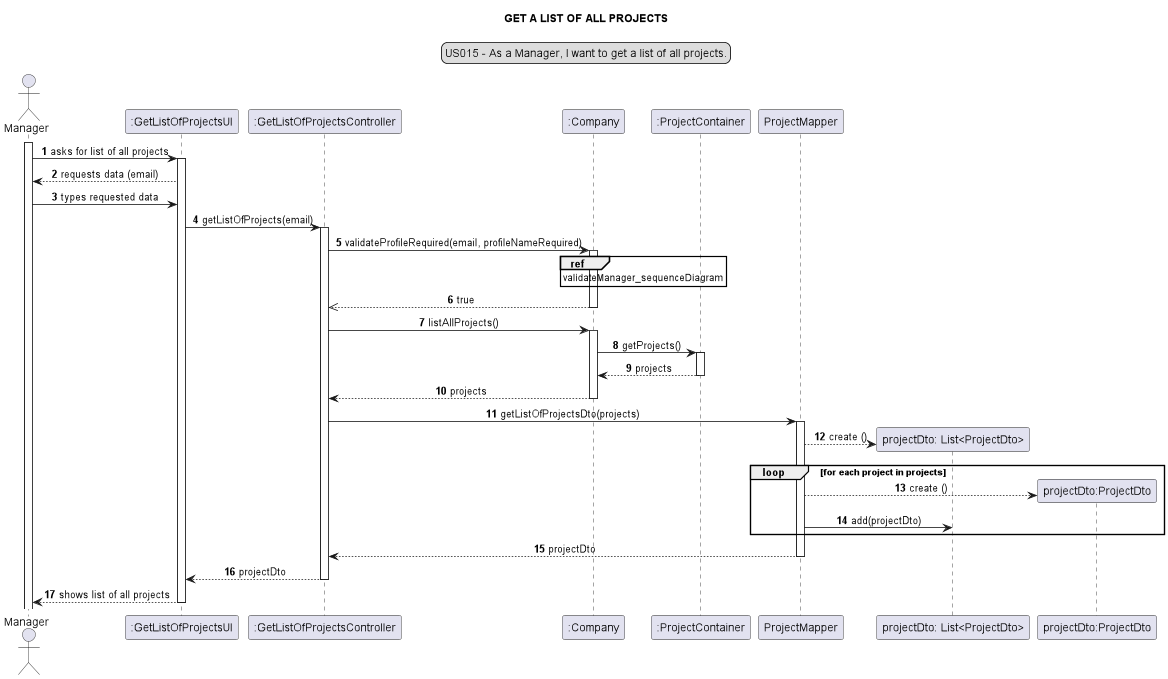 GET A LIST OF ALL PROJECTS
US015 - As a Manager, I want to get a list of all projects.
Manager
:GetListOfProjectsUI
:GetListOfProjectsController
:Company
:ProjectContainer
ProjectMapper
1 asks for list of all projects
2 requests data (email)
3 types requested data
4 getListOfProjects(email)
5 validateProfileRequired(email, profileNameRequired)
ref
validateManager_sequenceDiagram
6 true
7 listAllProjects()
8 getProjects()
9 projects
10 projects
11 getListOfProjectsDto(projects)
12 create ()
projectDto: List<ProjectDto>
loop [for each project in projects]
13 create ()
projectDto:ProjectDto
14 add(projectDto)
15 projectDto
16 projectDto
17 shows list of all projects
Manager
:GetListOfProjectsUI
:GetListOfProjectsController
:Company
:ProjectContainer
ProjectMapper
projectDto: List<ProjectDto>
projectDto:ProjectDto